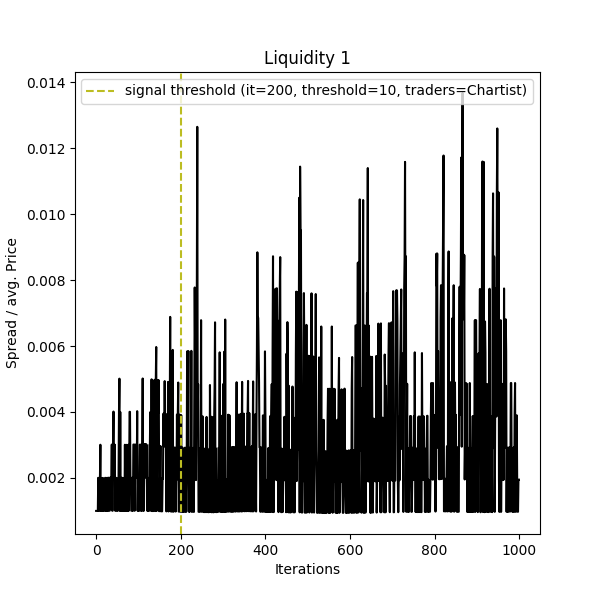 Liquidity 1
signal threshold (it=200, threshold=10, traders=Chartist)
0.014
0.012
0.010
0.008
0.006
0.004
0.002
Spread / avg. Price
0 200 400 600 800 1000
Iterations